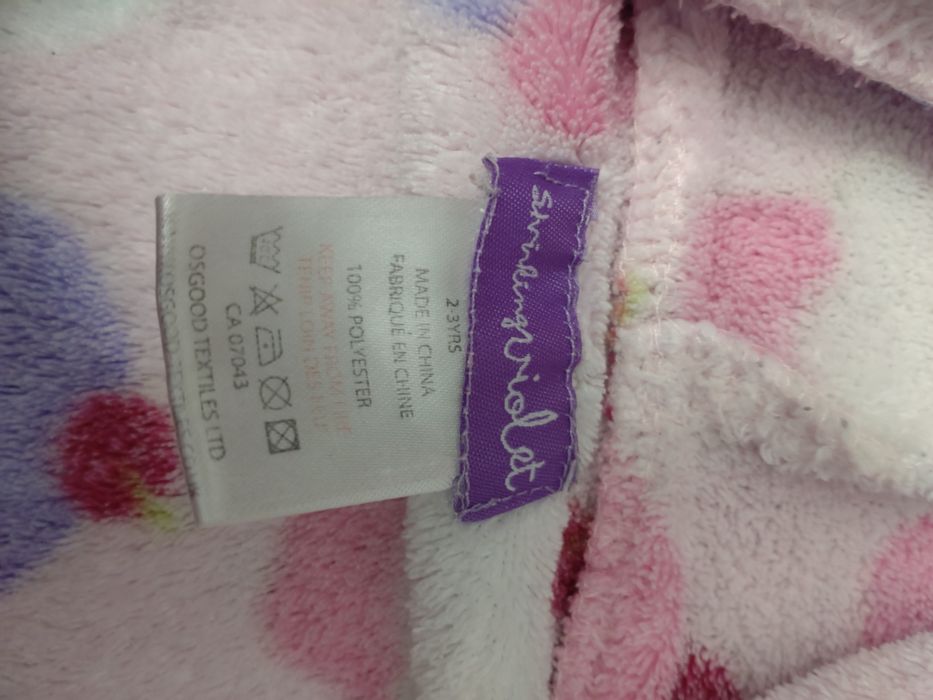 smilingviolet
2 3YRS
MADE IN CHINA
FABRIQUÉ EN CHINE
100% POLYESTER
KEEP AWAY FROM FIRE
OSGOOD TEXTILES LTD
CA 07043